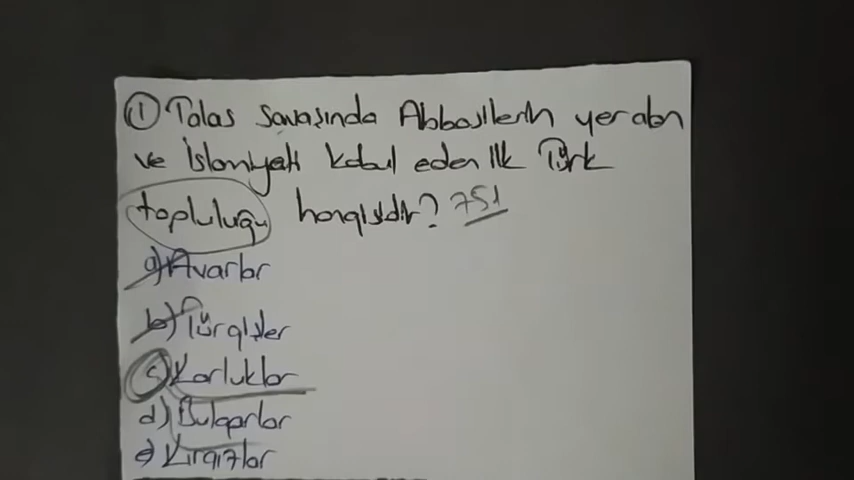 ① Talas savaşında Abbasilerin yer alan
ve İslamiyeti kabul eden ilk Türk
topluluğu hangisidir? 751
a) Avarlar
b) Türgişler
c) Karluklar
d) Bulgarlar
e) Kırgızlar